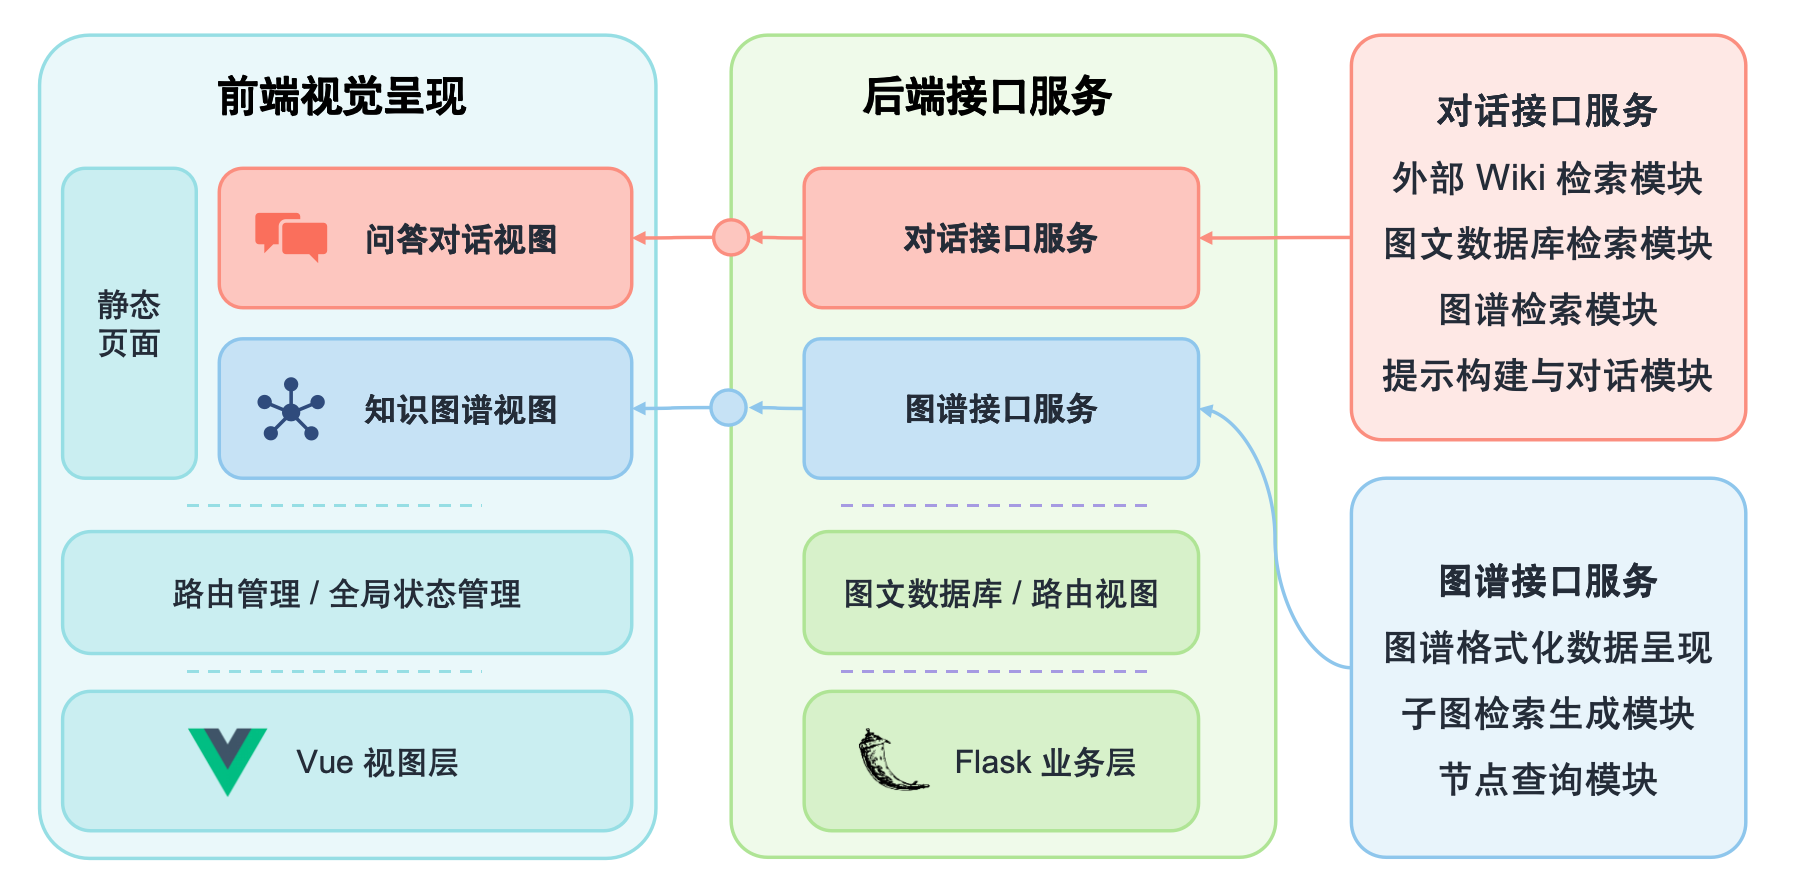 前端视觉呈现
静态
页面
问答对话视图
知识图谱视图
路由管理 / 全局状态管理
Vue 视图层
后端接口服务
对话接口服务
图谱接口服务
图文数据库 / 路由视图
Flask 业务层
对话接口服务
外部 Wiki 检索模块
图文数据库检索模块
图谱检索模块
提示构建与对话模块
图谱接口服务
图谱格式化数据呈现
子图检索生成模块
节点查询模块